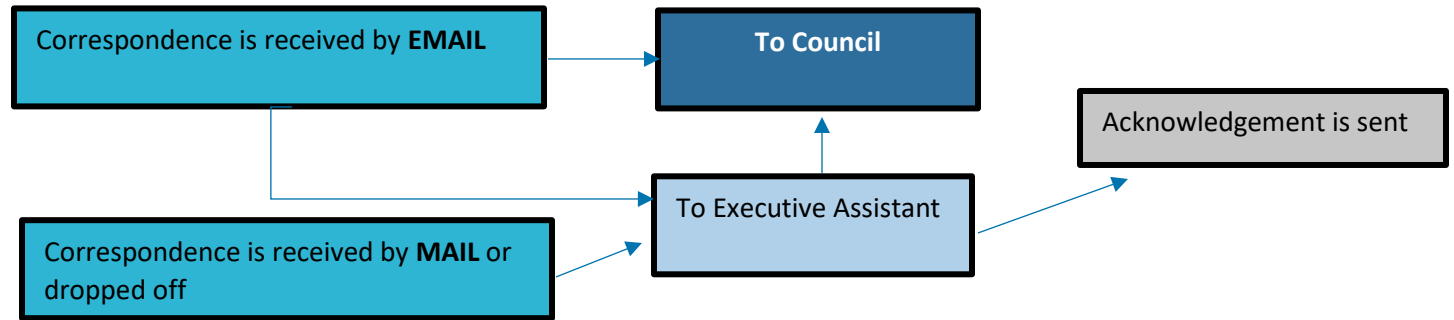 Correspondence is received by EMAIL
To Council
Acknowledgement is sent
To Executive Assistant
Correspondence is received by MAIL or
dropped off